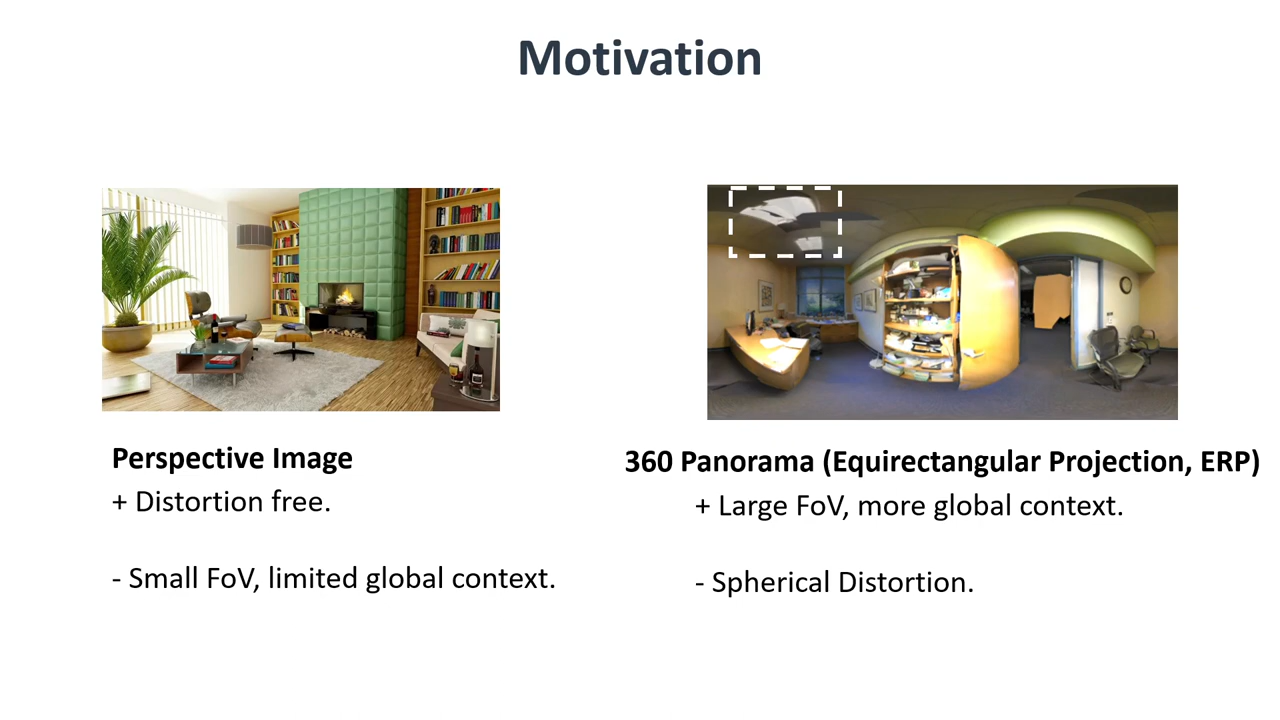 Motivation
Perspective Image
+ Distortion free.
- Small FoV, limited global context.
360 Panorama (Equirectangular Projection, ERP)
+ Large FoV, more global context.
- Spherical Distortion.